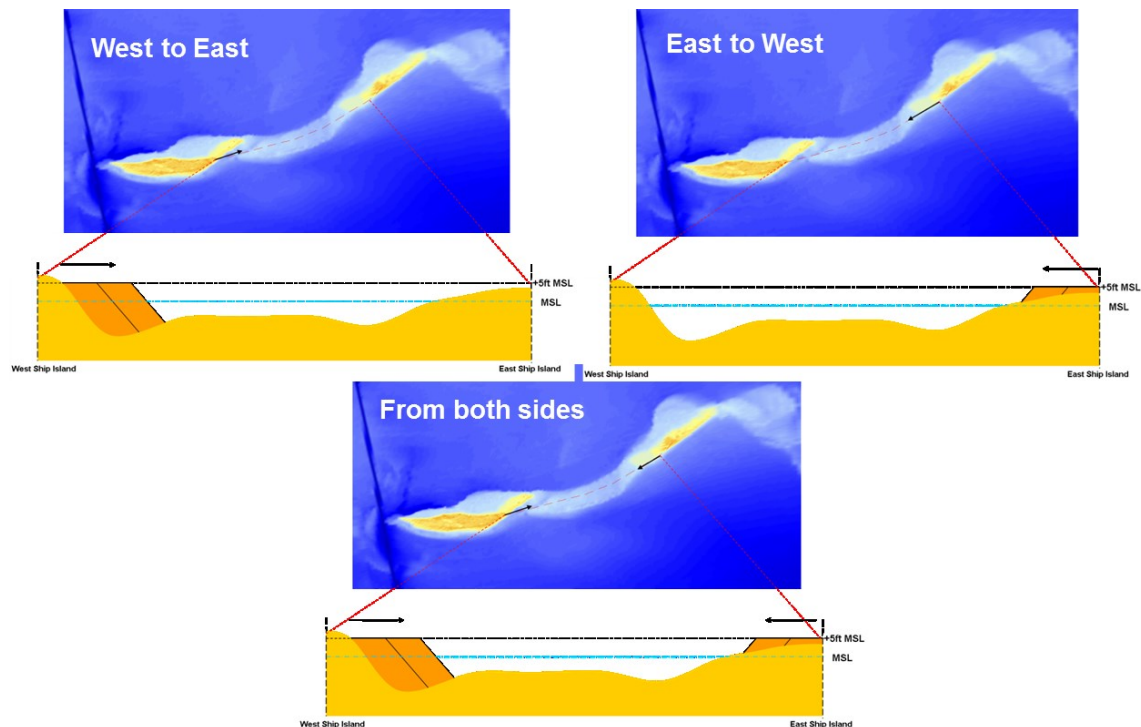 West to East
+5ft MSL
MSL
West Ship Island
East Ship Island
East to West
+5ft MSL
MSL
West Ship Island
East Ship Island
From both sides
+5ft MSL
MSL
West Ship Island
East Ship Island